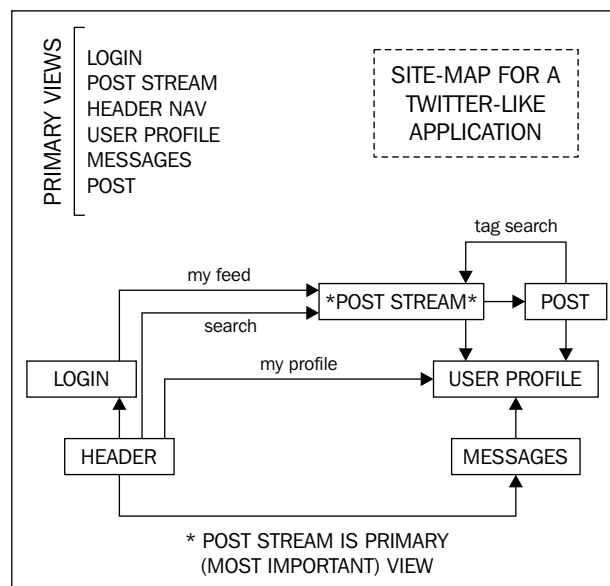 PRIMARY VIEWS
LOGIN
POST STREAM
HEADER NAV
USER PROFILE
MESSAGES
POST
SITE-MAP FOR A
TWITTER-LIKE
APPLICATION
tag search
my feed
*POST STREAM*
POST
search
my profile
LOGIN
USER PROFILE
HEADER
MESSAGES
* POST STREAM IS PRIMARY
(MOST IMPORTANT) VIEW